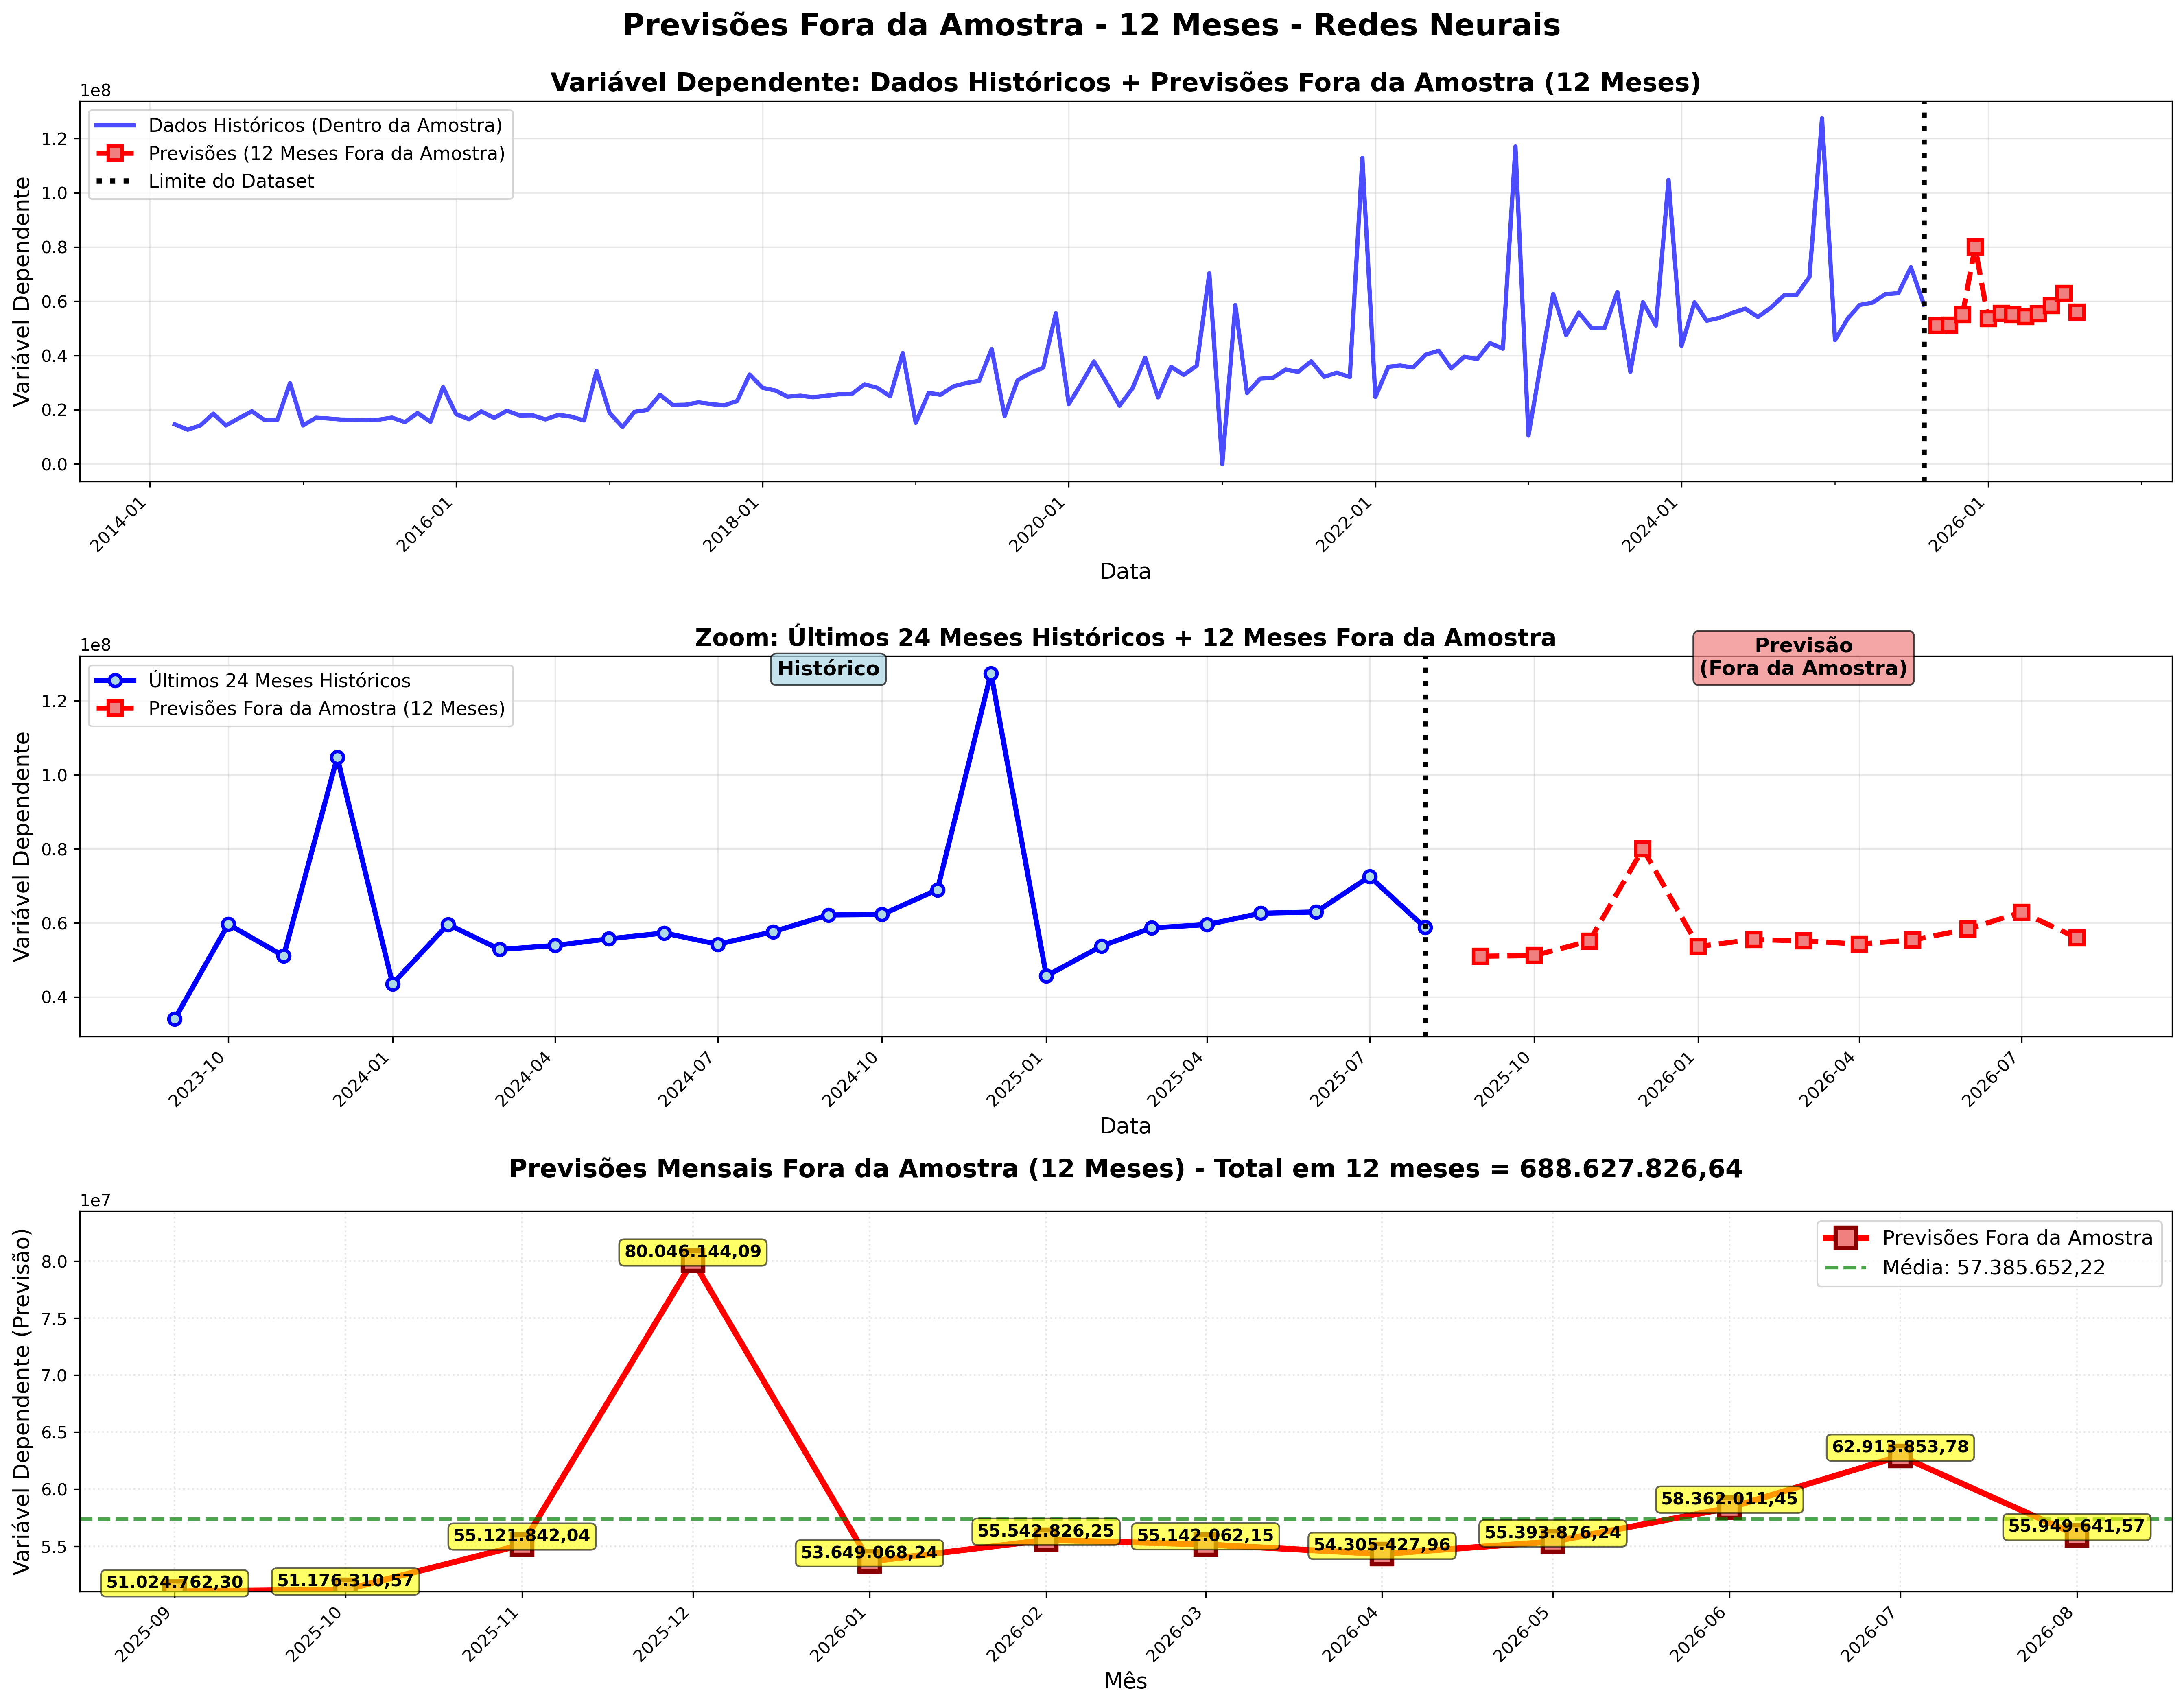 Previsões Fora da Amostra - 12 Meses - Redes Neurais
Variável Dependente: Dados Históricos + Previsões Fora da Amostra (12 Meses)
1e8
Dados Históricos (Dentro da Amostra)
Previsões (12 Meses Fora da Amostra)
Limite do Dataset
Variável Dependente
1.2
1.0
0.8
0.6
0.4
0.2
0.0
2014-01
2016-01
2018-01
2020-01
2022-01
2024-01
2026-01
Data
Zoom: Últimos 24 Meses Históricos + 12 Meses Fora da Amostra
1e8
Últimos 24 Meses Históricos
Previsões Fora da Amostra (12 Meses)
Histórico
Previsão
(Fora da Amostra)
Variável Dependente
1.2
1.0
0.8
0.6
0.4
2023-10
2024-01
2024-04
2024-07
2024-10
2025-01
2025-04
2025-07
2025-10
2026-01
2026-04
2026-07
Data
Previsões Mensais Fora da Amostra (12 Meses) - Total em 12 meses = 688.627.826,64
1e7
Previsões Fora da Amostra
Média: 57.385.652,22
Variável Dependente (Previsão)
8.0
7.5
7.0
6.5
6.0
5.5
51.024.762,30
51.176.310,57
55.121.842,04
80.046.144,09
53.649.068,24
55.542.826,25
55.142.062,15
54.305.427,96
55.393.876,24
58.362.011,45
62.913.853,78
55.949.641,57
2025-09
2025-10
2025-11
2025-12
2026-01
2026-02
2026-03
2026-04
2026-05
2026-06
2026-07
2026-08
Mês